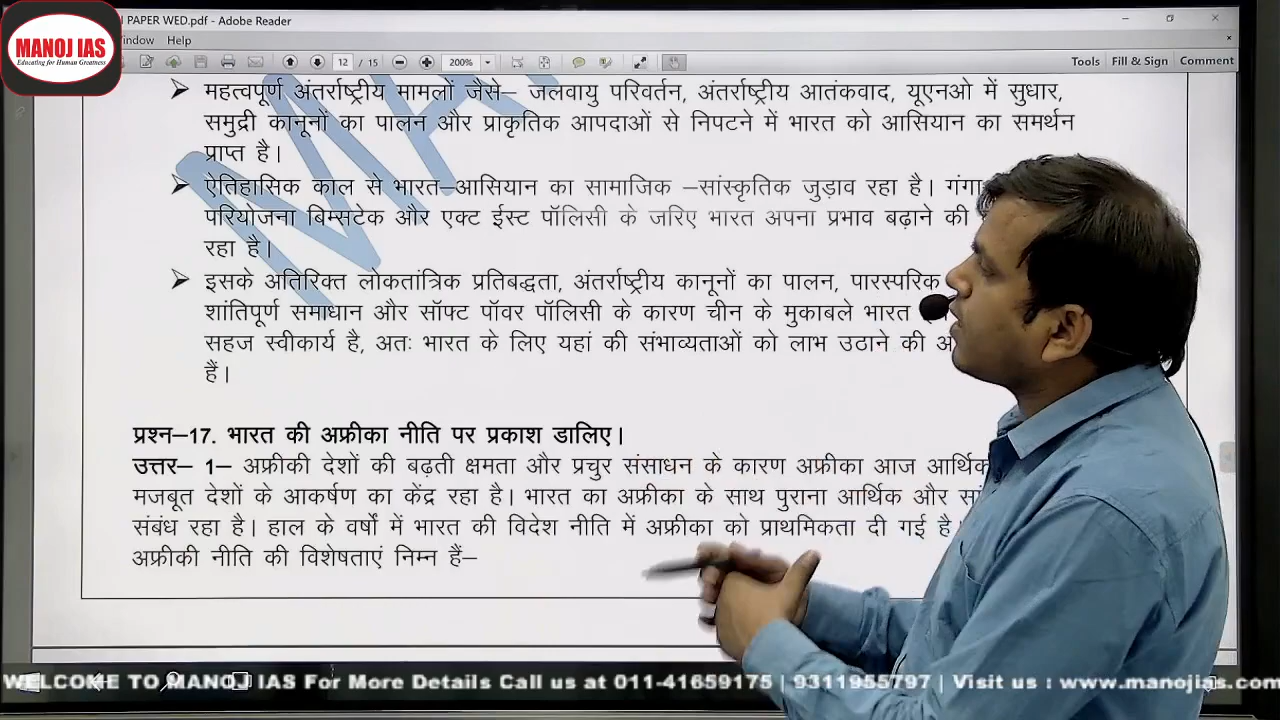 MANOJ IAS
Educating for Human Greatness
PAPER WED.pdf - Adobe Reader
Window Help
12 / 15 200% Tools Fill & Sign Comment
➤ महत्वपूर्ण अंतर्राष्ट्रीय मामलों जैसे– जलवायु परिवर्तन, अंतर्राष्ट्रीय आतंकवाद, यूएनओ में सुधार,
समुद्री कानूनों का पालन और प्राकृतिक आपदाओं से निपटने में भारत को आसियान का समर्थन
प्राप्त है।
➤ ऐतिहासिक काल से भारत–आसियान का सामाजिक –सांस्कृतिक जुड़ाव रहा है। गंगा
परियोजना बिम्सटेक और एक्ट ईस्ट पॉलिसी के जरिए भारत अपना प्रभाव बढ़ाने की
रहा है।
➤ इसके अतिरिक्त लोकतांत्रिक प्रतिबद्धता, अंतर्राष्ट्रीय कानूनों का पालन, पारस्परिक
शांतिपूर्ण समाधान और सॉफ्ट पॉवर पॉलिसी के कारण चीन के मुकाबले भारत
सहज स्वीकार्य है, अतः भारत के लिए यहां की संभाव्यताओं को लाभ उठाने की
हैं।
प्रश्न–17. भारत की अफ्रीका नीति पर प्रकाश डालिए।
उत्तर– 1– अफ्रीकी देशों की बढ़ती क्षमता और प्रचुर संसाधन के कारण अफ्रीका आज आर्थिक
मजबूत देशों के आकर्षण का केंद्र रहा है। भारत का अफ्रीका के साथ पुराना आर्थिक और
संबंध रहा है। हाल के वर्षों में भारत की विदेश नीति में अफ्रीका को प्राथमिकता दी गई है।
अफ्रीकी नीति की विशेषताएं निम्न हैं–
WELCOME TO MANOJ IAS For More Details Call us at 011-41659175 | 9311955797 | Visit us : www.manojias.com